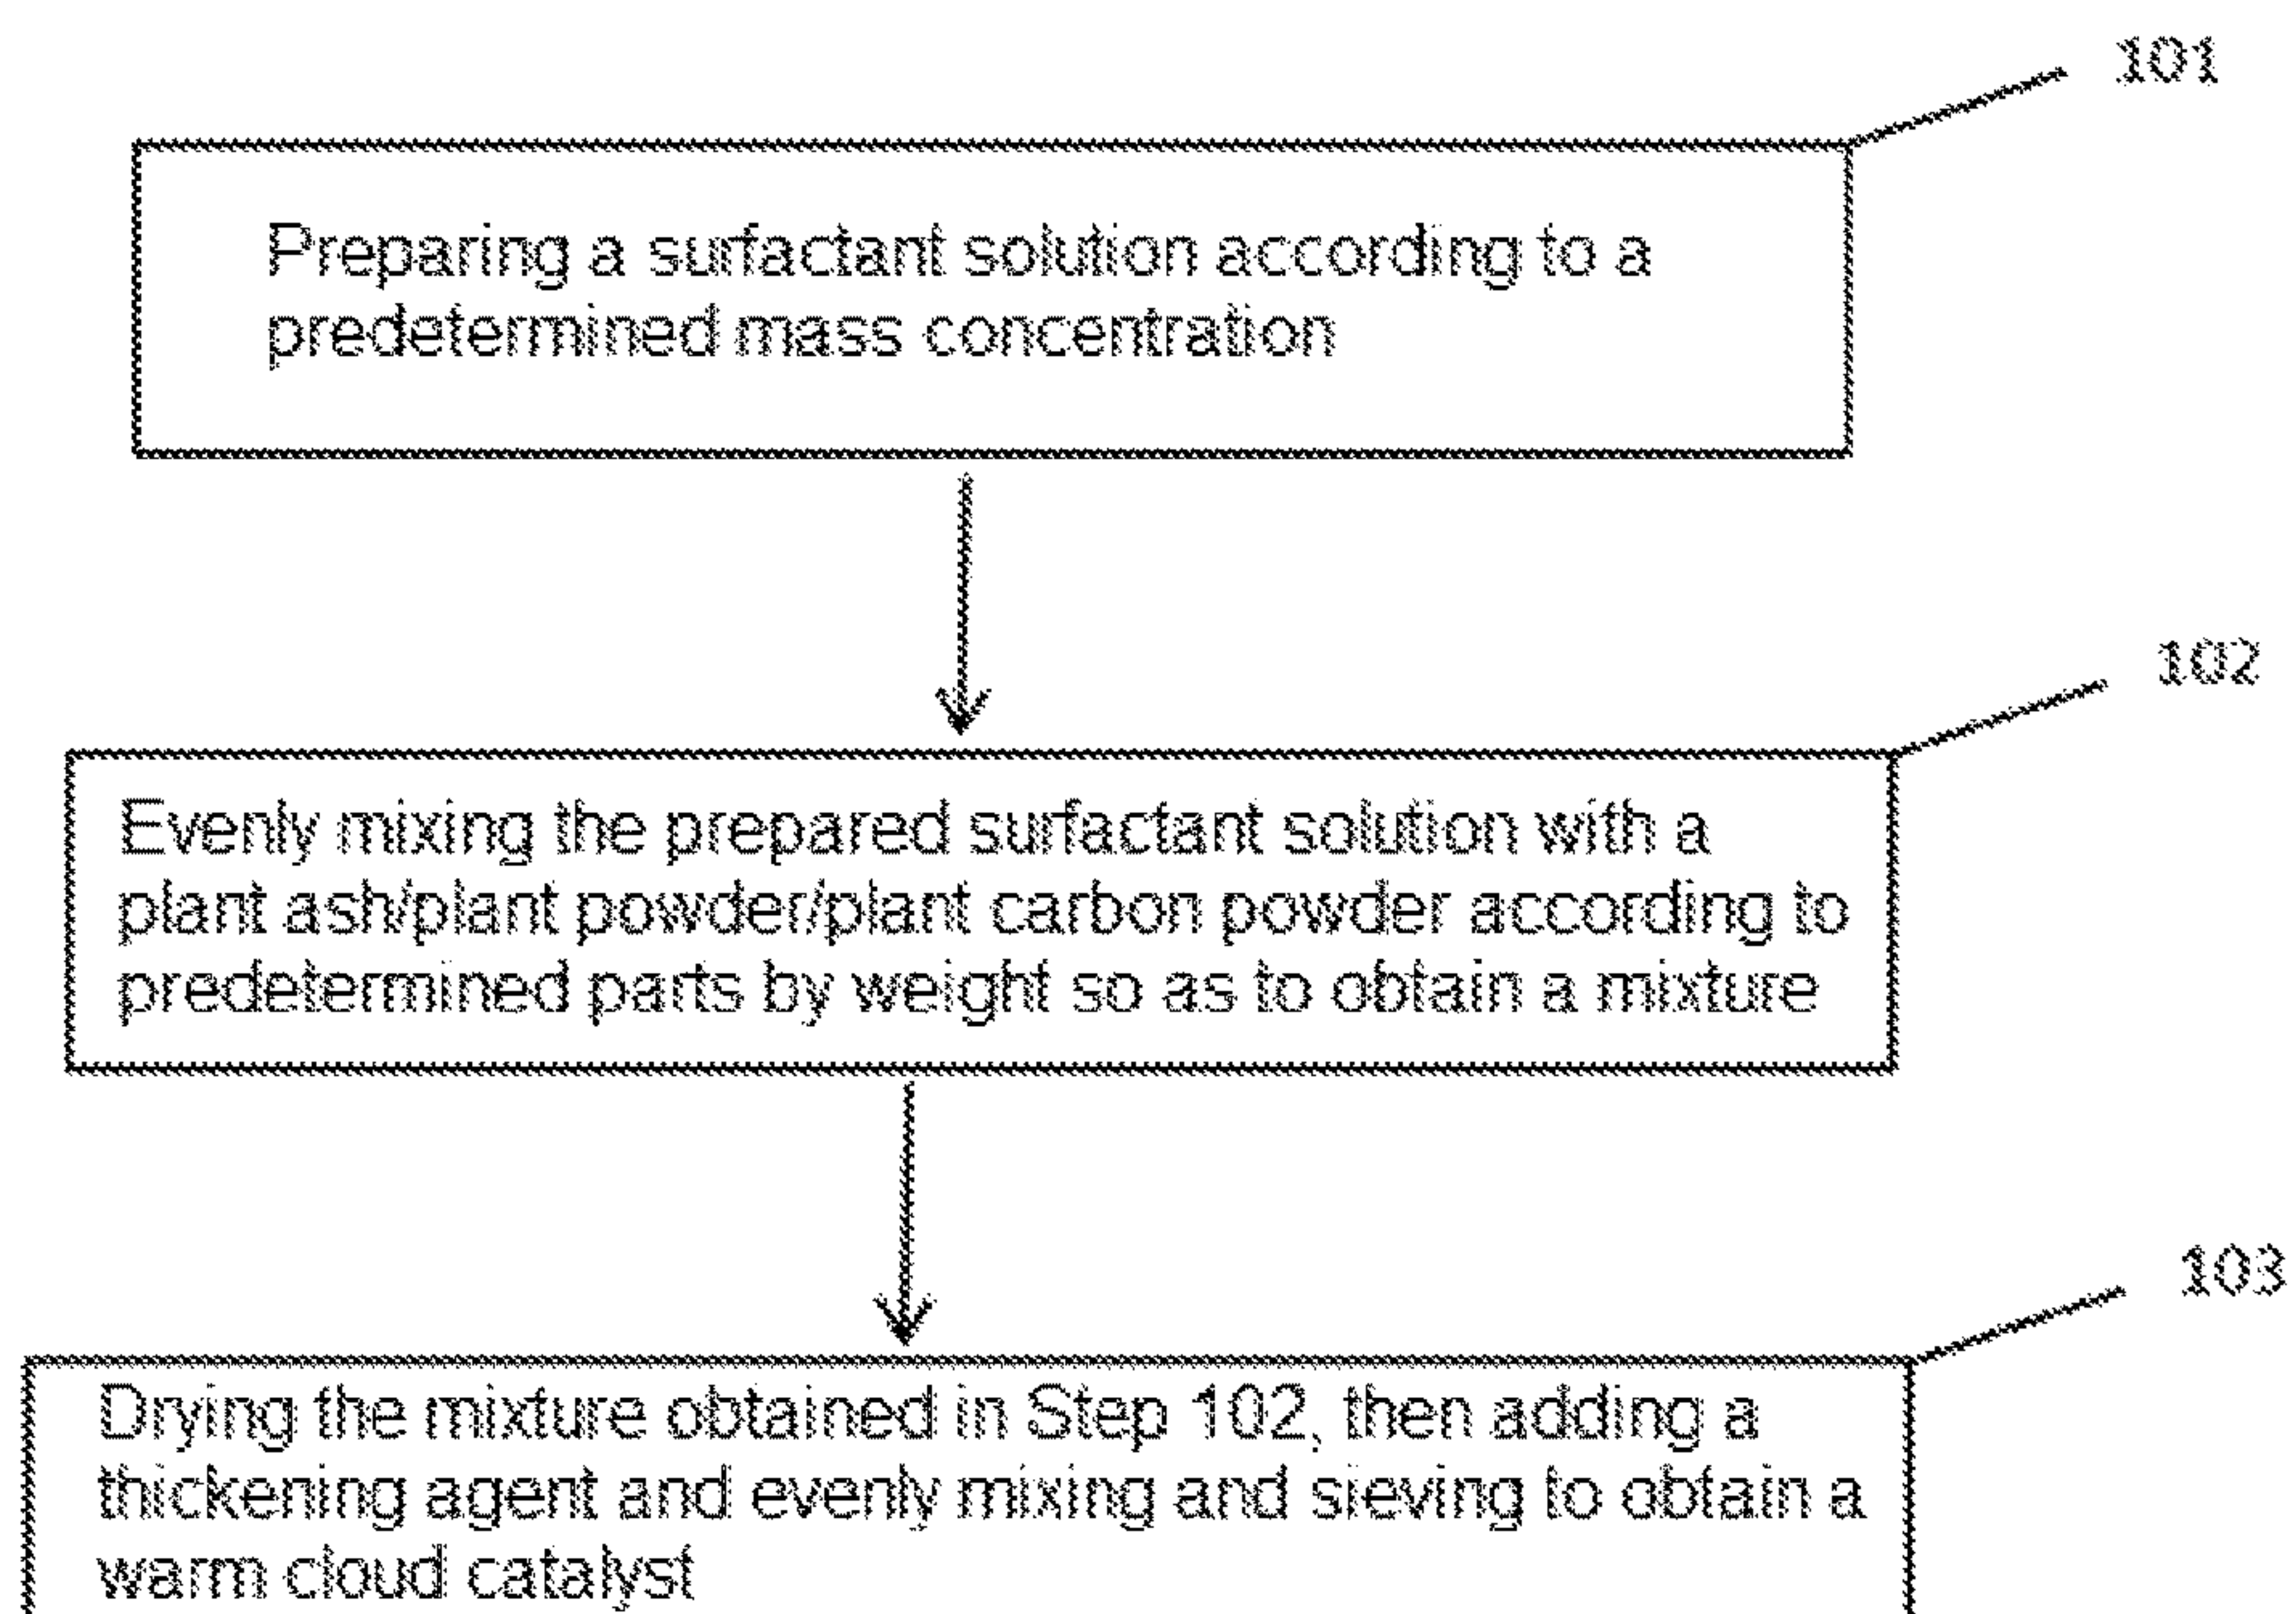 101
Preparing a surfactant solution according to a
predetermined mass concentration
102
Evenly mixing the prepared surfactant solution with a
plant ash/plant powder/plant carbon powder according to
predetermined parts by weight so as to obtain a mixture
103
Drying the mixture obtained in Step 102, then adding a
thickening agent and evenly mixing and sieving to obtain a
warm cloud catalyst